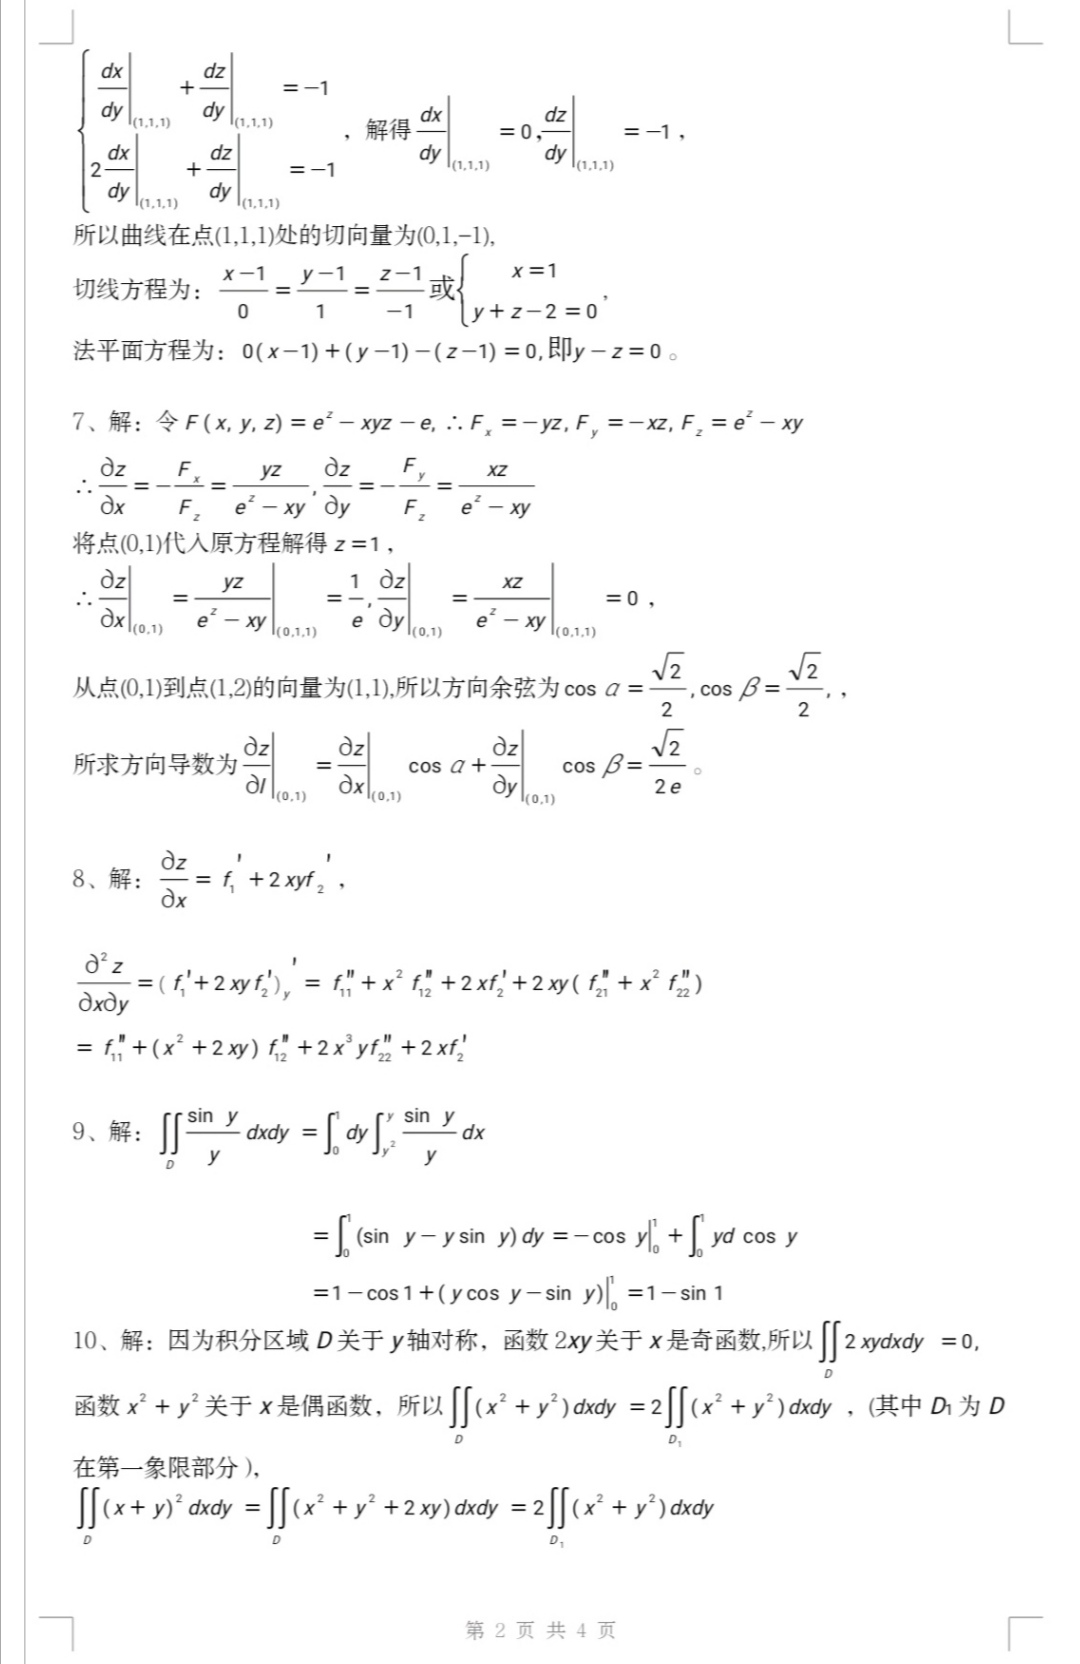 { dx/dy|(1,1,1) + dz/dy|(1,1,1) = −1
2 dx/dy|(1,1,1) + dz/dy|(1,1,1) = −1 ，解得 dx/dy|(1,1,1) = 0, dz/dy|(1,1,1) = −1 ，
所以曲线在点(1,1,1)处的切向量为(0,1,−1),
切线方程为： (x−1)/0 = (y−1)/1 = (z−1)/−1 或 { x=1 y+z−2=0 ,
法平面方程为：0(x−1)+(y−1)−(z−1)=0, 即y−z=0 。
7、解：令 F(x, y, z) = e^z − xyz − e, ∴ F_x = −yz, F_y = −xz, F_z = e^z − xy
∴ ∂z/∂x = −F_x/F_z = yz/(e^z − xy), ∂z/∂y = −F_y/F_z = xz/(e^z − xy)
将点(0,1)代入原方程解得 z=1 ，
∴ ∂z/∂x|(0,1) = yz/(e^z − xy)|(0,1,1) = 1/e, ∂z/∂y|(0,1) = xz/(e^z − xy)|(0,1,1) = 0 ，
从点(0,1)到点(1,2)的向量为(1,1),所以方向余弦为 cos α = √2/2, cos β = √2/2, ，
所求方向导数为 ∂z/∂l|(0,1) = ∂z/∂x|(0,1) cos α + ∂z/∂y|(0,1) cos β = √2/2e 。
8、解： ∂z/∂x = f₁' + 2xyf₂' ，
∂²z/∂x∂y = (f₁' + 2xyf₂')_y' = f₁₁'' + x² f₁₂'' + 2xf₂' + 2xy(f₂₁'' + x² f₂₂'')
= f₁₁'' + (x² + 2xy) f₁₂'' + 2x³yf₂₂'' + 2xf₂'
9、解： ∬_D (sin y)/y dxdy = ∫₀¹ dy ∫_{y²}^{y} (sin y)/y dx
= ∫₀¹ (sin y − y sin y) dy = −cos y|₀¹ + ∫₀¹ yd cos y
=1−cos1+(ycos y−sin y)|₀¹ =1−sin 1
10、解：因为积分区域 D 关于 y 轴对称，函数 2xy 关于 x 是奇函数,所以 ∬_D 2xydxdy = 0,
函数 x² + y² 关于 x 是偶函数，所以 ∬_D (x² + y²)dxdy = 2∬_{D₁} (x² + y²)dxdy ，(其中 D₁ 为 D
在第一象限部分 ),
∬_D (x+y)² dxdy = ∬_D (x² + y² + 2xy)dxdy = 2∬_{D₁} (x² + y²)dxdy
第 2 页 共 4 页